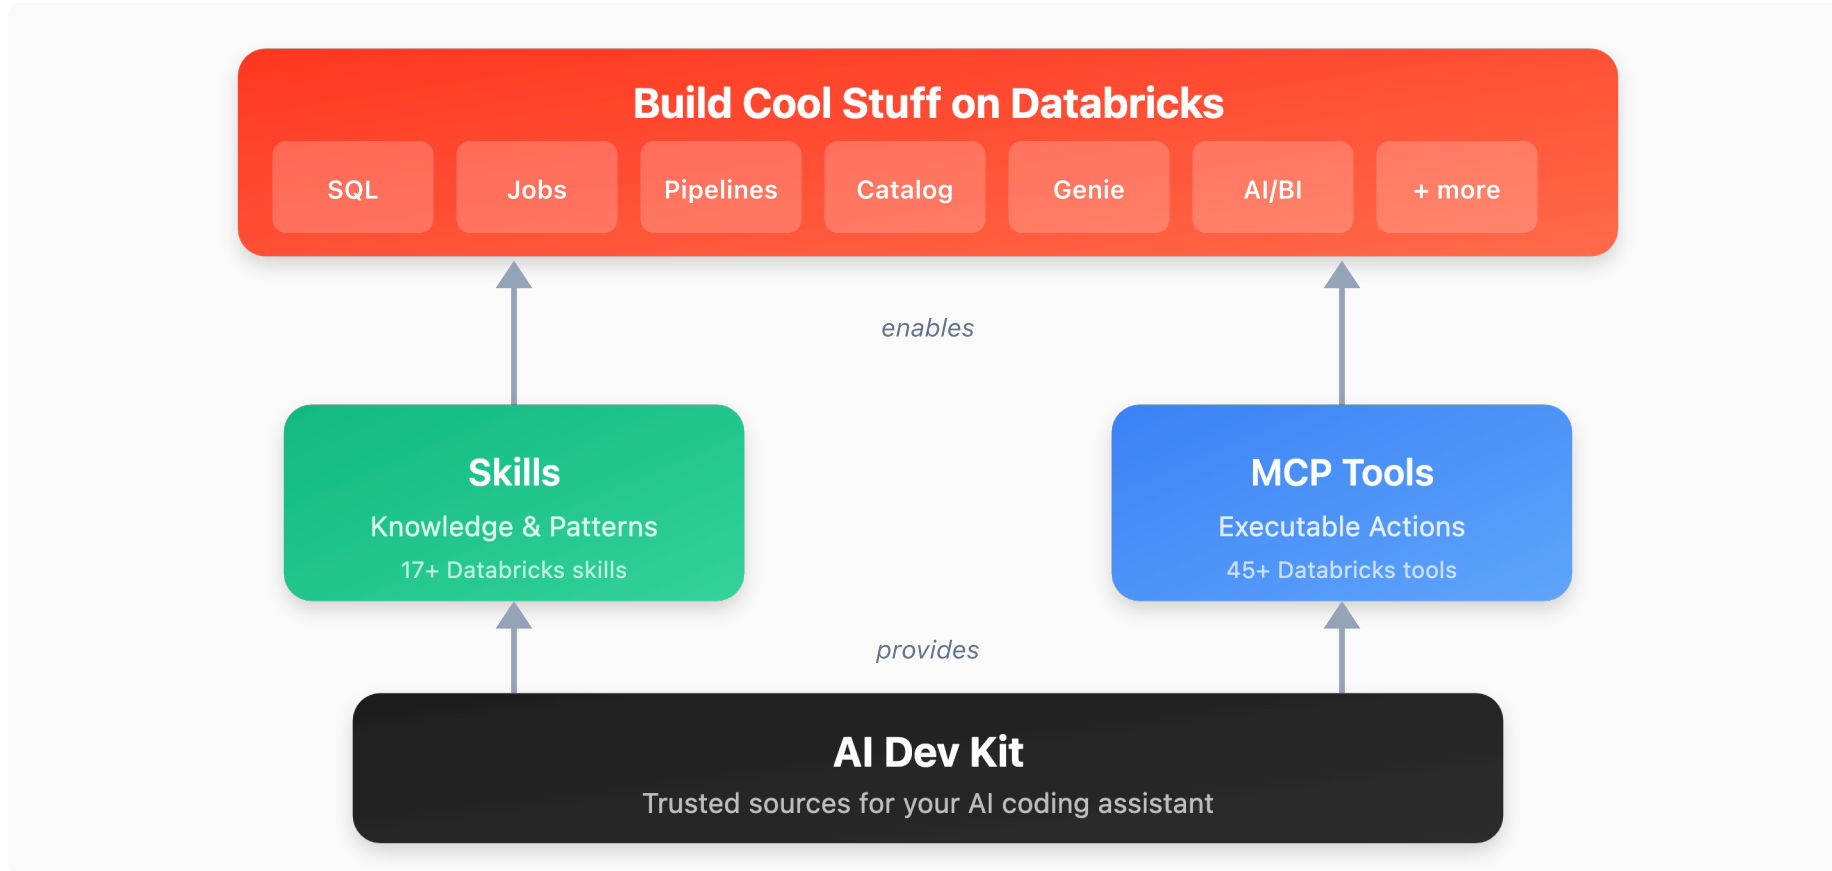 Build Cool Stuff on Databricks
SQL
Jobs
Pipelines
Catalog
Genie
AI/BI
+ more
enables
Skills
Knowledge & Patterns
17+ Databricks skills
MCP Tools
Executable Actions
45+ Databricks tools
provides
AI Dev Kit
Trusted sources for your AI coding assistant